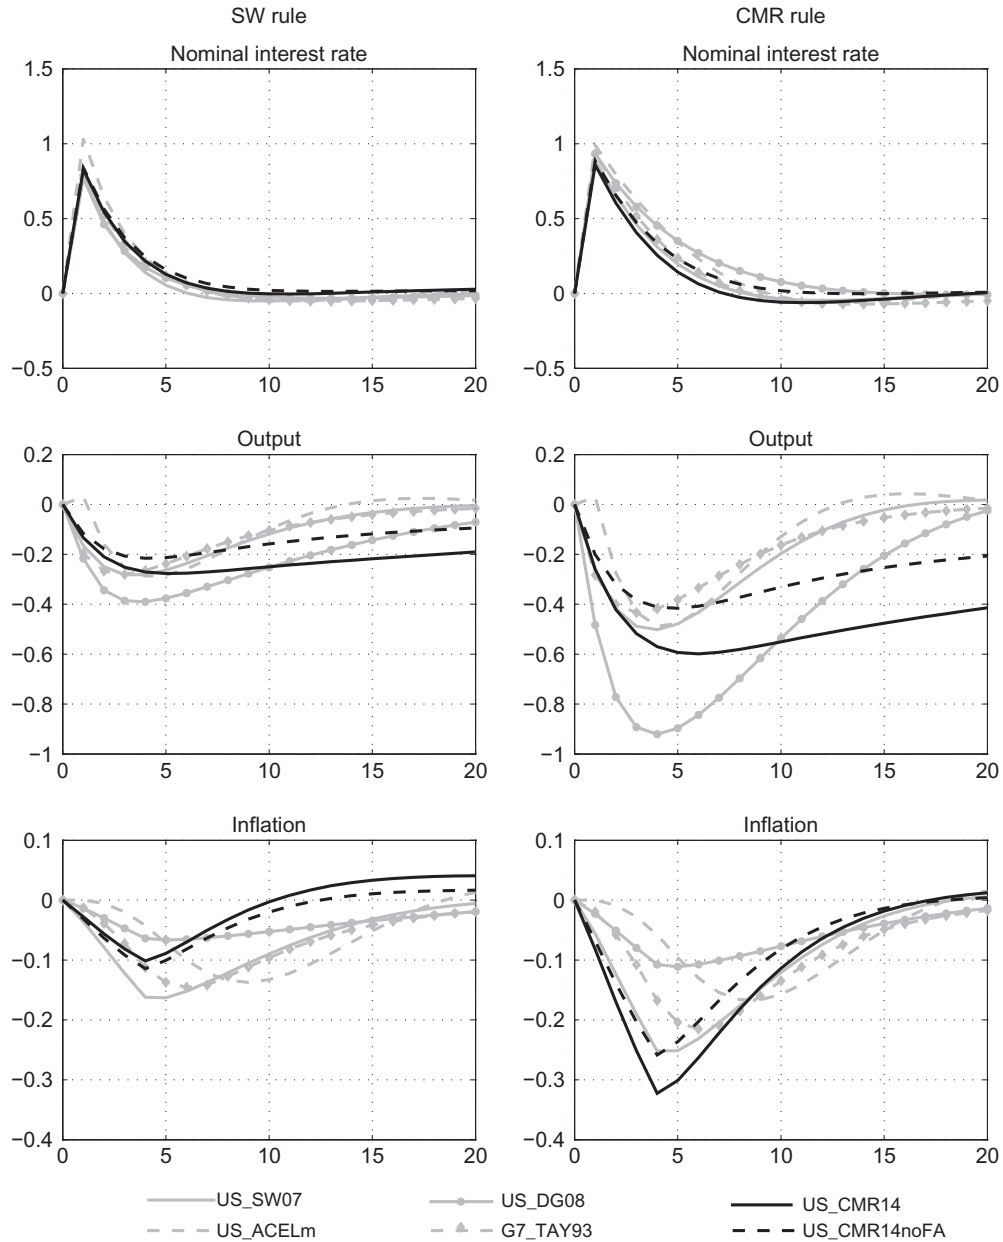 SW rule
CMR rule
Nominal interest rate
Nominal interest rate
1.5
1
0.5
0
−0.5
0 5 10 15 20
1.5
1
0.5
0
−0.5
0 5 10 15 20
Output
Output
0.2
0
−0.2
−0.4
−0.6
−0.8
−1
0 5 10 15 20
0.2
0
−0.2
−0.4
−0.6
−0.8
−1
0 5 10 15 20
Inflation
Inflation
0.1
0
−0.1
−0.2
−0.3
−0.4
0 5 10 15 20
0.1
0
−0.1
−0.2
−0.3
−0.4
0 5 10 15 20
US_SW07
US_DG08
US_CMR14
US_ACELm
G7_TAY93
US_CMR14noFA